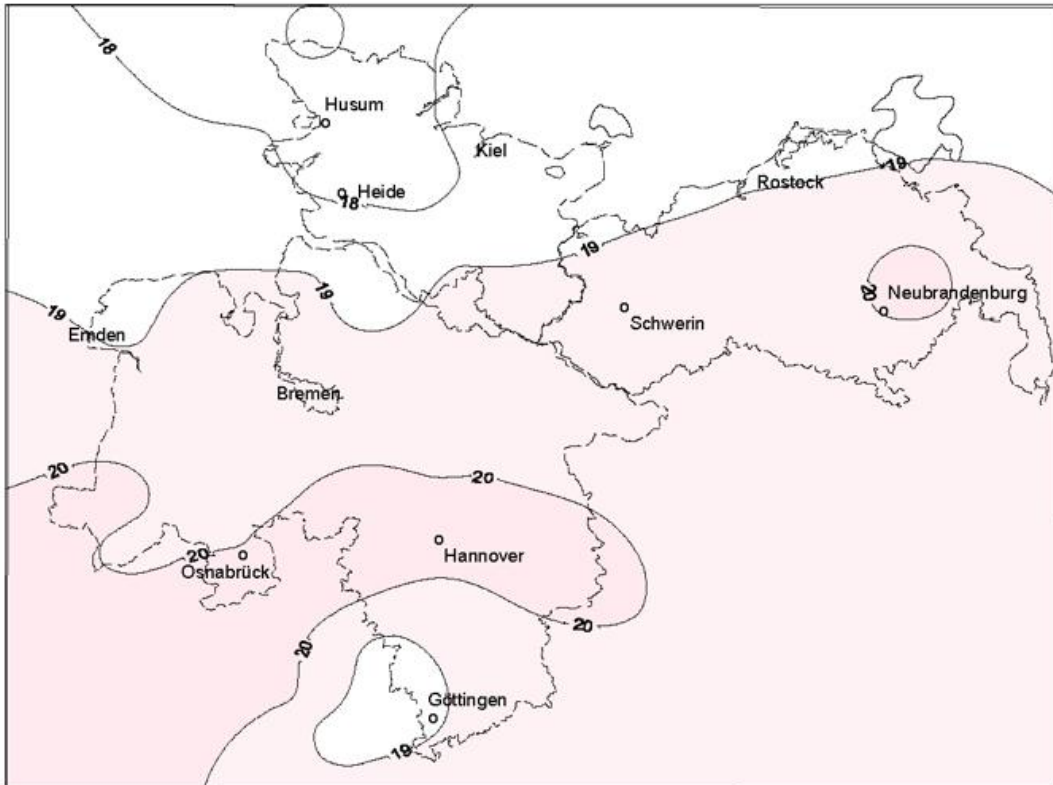 18
Husum
Kiel
Heide
18
19
Rostock
19
19
19
20
Neubrandenburg
Emden
Schwerin
Bremen
20
20
Hannover
20
Osnabrück
20
20
Göttingen
19